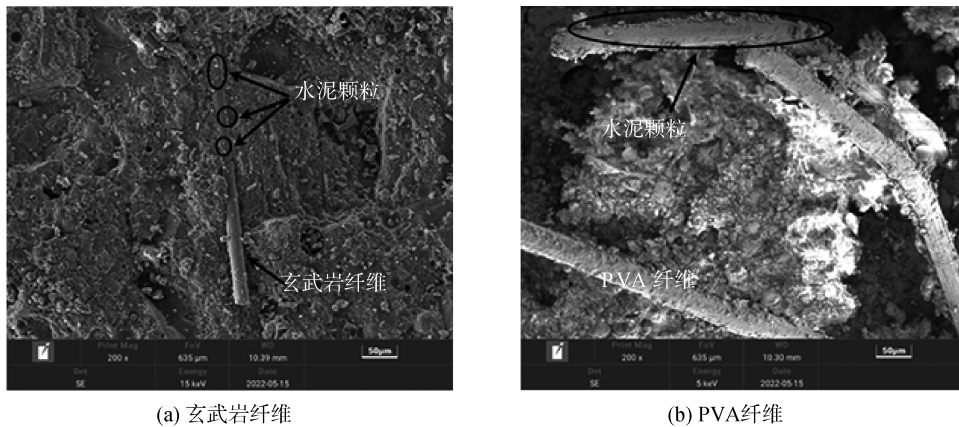 水泥颗粒
玄武岩纤维
Print Mag
FoV
WD
200 x
635 μm
10.39 mm
50μm
Det
Energy
Date
SE
15 keV
2022-05-15
(a) 玄武岩纤维
水泥颗粒
PVA 纤维
Print Mag
FoV
WD
200 x
635 μm
10.30 mm
50μm
Det
Energy
Date
SE
5 keV
2022-05-15
(b) PVA纤维